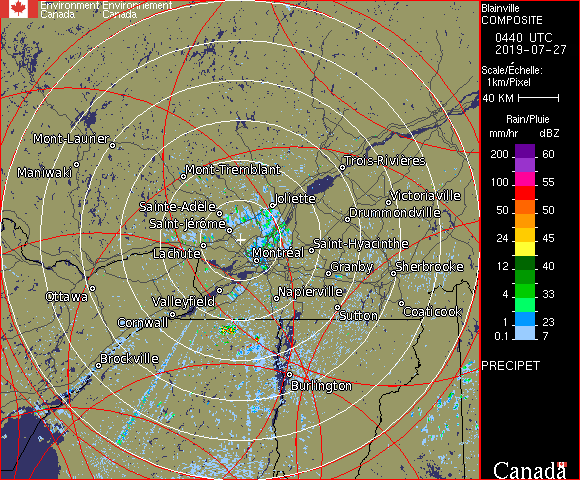 Environment Environnement
Canada Canada
Blainville
COMPOSITE
0440 UTC
2019-07-27
Scale/Échelle:
1km/Pixel
40 KM
Rain/Pluie
mm/hr dBZ
200 60
100 55
50 50
24 45
12 40
4 33
1 23
0.1 7
PRECIPET
Canada
Mont-Laurier
Maniwaki
Mont-Tremblant
Trois-Rivières
Joliette
Victoriaville
Sainte-Adèle
Drummondville
Saint-Jérôme
Lachute
Montréal
Saint-Hyacinthe
Granby
Sherbrooke
Ottawa
Valleyfield
Napierville
Cornwall
Sutton
Coaticook
Brockville
Burlington